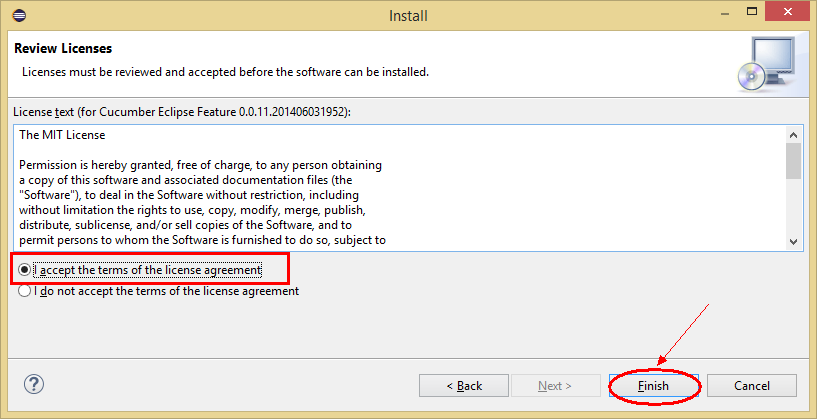 Install
Review Licenses
Licenses must be reviewed and accepted before the software can be installed.
License text (for Cucumber Eclipse Feature 0.0.11.201406031952):
The MIT License
Permission is hereby granted, free of charge, to any person obtaining
a copy of this software and associated documentation files (the
"Software"), to deal in the Software without restriction, including
without limitation the rights to use, copy, modify, merge, publish,
distribute, sublicense, and/or sell copies of the Software, and to
permit persons to whom the Software is furnished to do so, subject to
I accept the terms of the license agreement
I do not accept the terms of the license agreement
?
< Back
Next >
Finish
Cancel